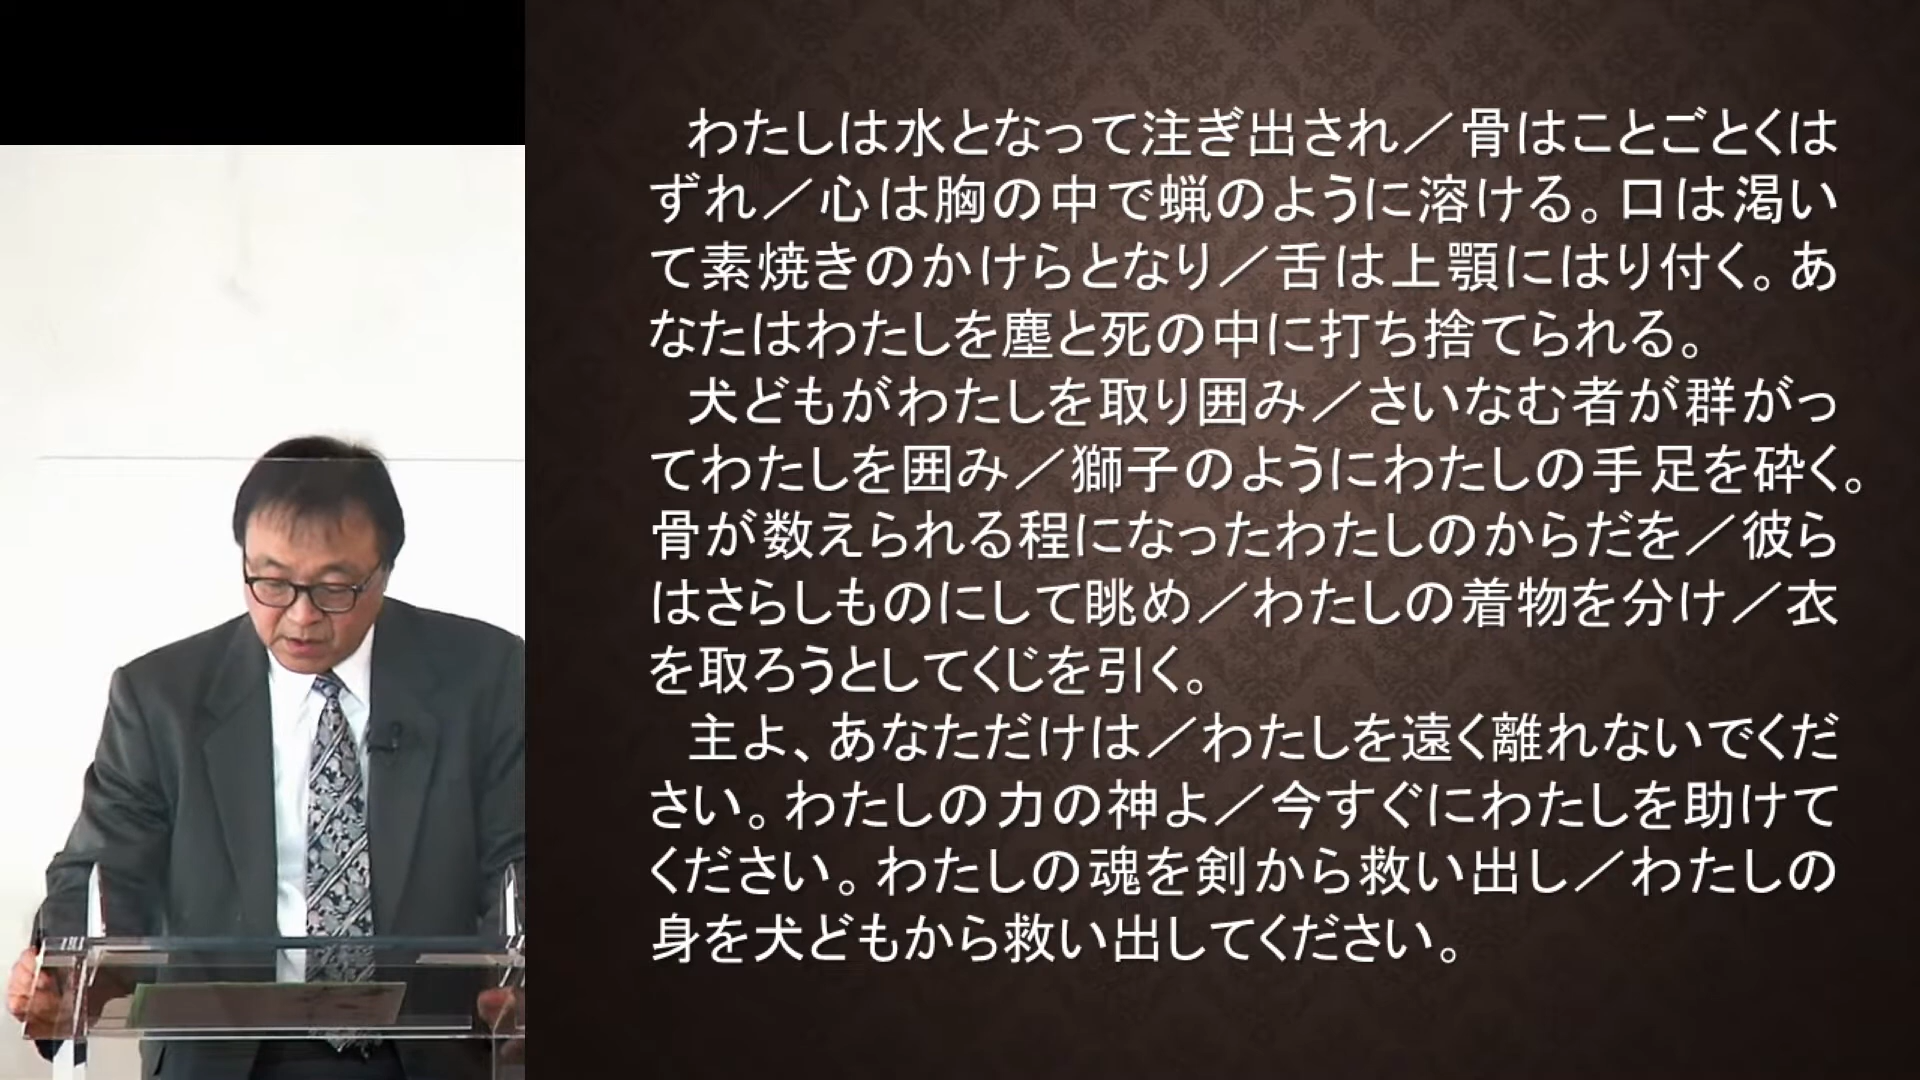 わたしは水となって注ぎ出され／骨はことごとくは
ずれ／心は胸の中で蝋のように溶ける。口は渇い
て素焼きのかけらとなり／舌は上顎にはり付く。あ
なたはわたしを塵と死の中に打ち捨てられる。
犬どもがわたしを取り囲み／さいなむ者が群がっ
てわたしを囲み／獅子のようにわたしの手足を砕く。
骨が数えられる程になったわたしのからだを／彼ら
はさらしものにして眺め／わたしの着物を分け／衣
を取ろうとしてくじを引く。
主よ、あなただけは／わたしを遠く離れないでくだ
さい。わたしの力の神よ／今すぐにわたしを助けて
ください。わたしの魂を剣から救い出し／わたしの
身を犬どもから救い出してください。